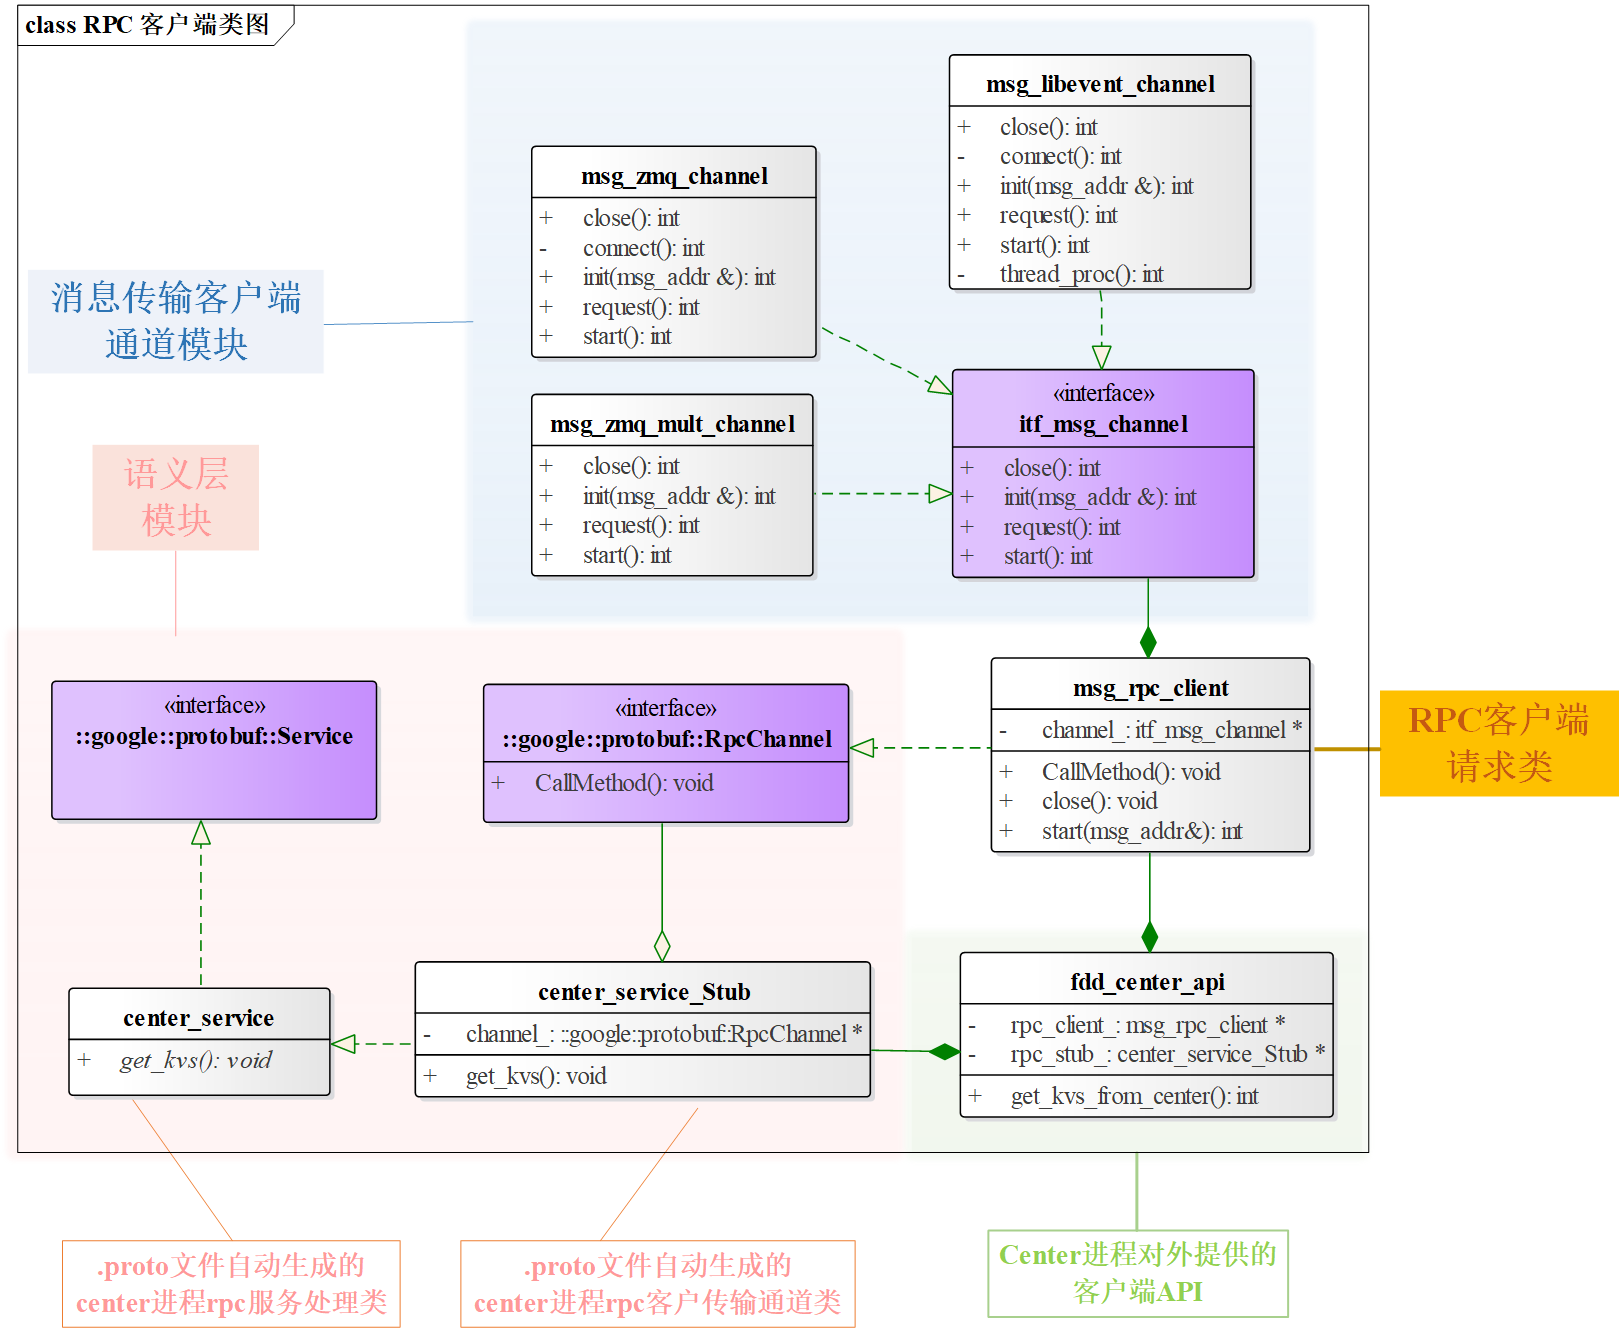 class RPC 客户端类图
msg_libevent_channel
+ close(): int
- connect(): int
+ init(msg_addr &): int
+ request(): int
+ start(): int
- thread_proc(): int
msg_zmq_channel
+ close(): int
- connect(): int
+ init(msg_addr &): int
+ request(): int
+ start(): int
消息传输客户端
通道模块
«interface»
itf_msg_channel
+ close(): int
+ init(msg_addr &): int
+ request(): int
+ start(): int
msg_zmq_mult_channel
+ close(): int
+ init(msg_addr &): int
+ request(): int
+ start(): int
语义层
模块
«interface»
::google::protobuf::Service
«interface»
::google::protobuf::RpcChannel
+ CallMethod(): void
msg_rpc_client
- channel_: itf_msg_channel *
+ CallMethod(): void
+ close(): void
+ start(msg_addr&): int
RPC客户端
请求类
center_service
+ get_kvs(): void
center_service_Stub
- channel_: ::google::protobuf::RpcChannel *
+ get_kvs(): void
fdd_center_api
- rpc_client_: msg_rpc_client *
- rpc_stub_: center_service_Stub *
+ get_kvs_from_center(): int
.proto文件自动生成的
center进程rpc服务处理类
.proto文件自动生成的
center进程rpc客户传输通道类
Center进程对外提供的
客户端API